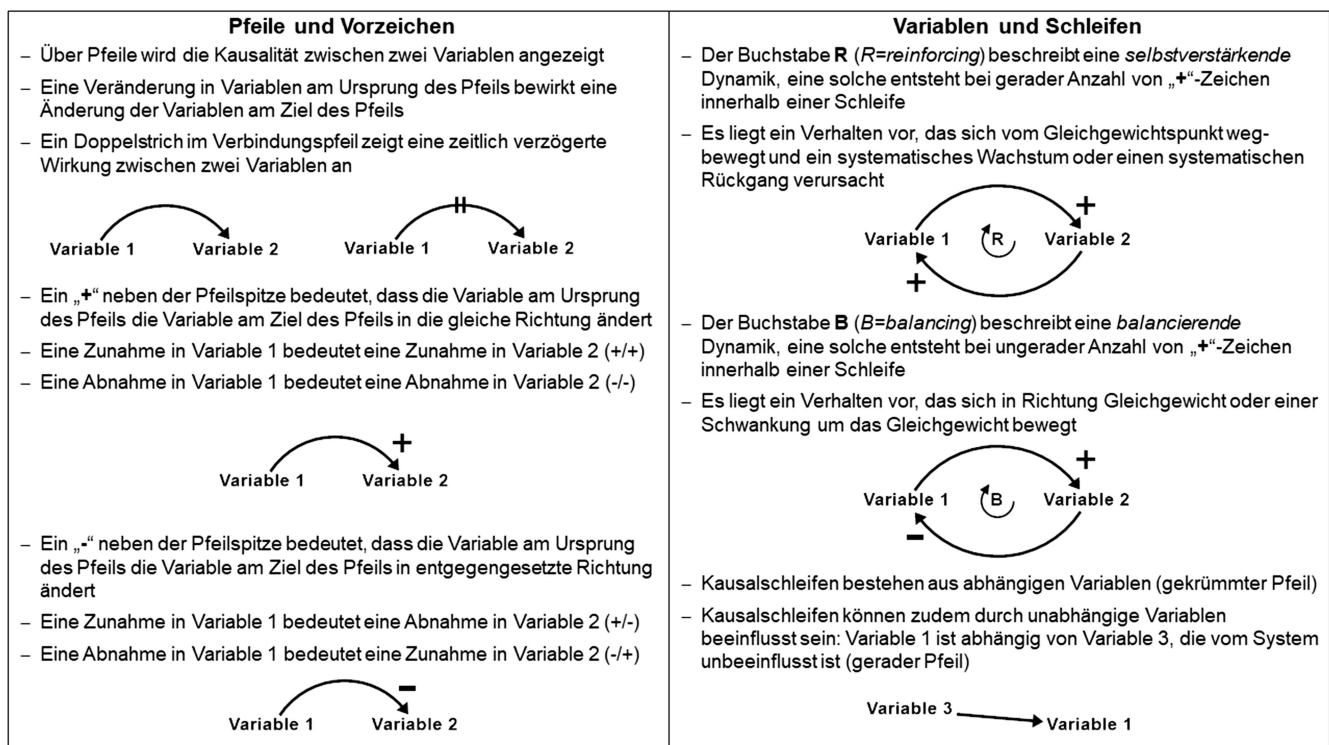 Pfeile und Vorzeichen
– Über Pfeile wird die Kausalität zwischen zwei Variablen angezeigt
– Eine Veränderung in Variablen am Ursprung des Pfeils bewirkt eine
Änderung der Variablen am Ziel des Pfeils
– Ein Doppelstrich im Verbindungspfeil zeigt eine zeitlich verzögerte
Wirkung zwischen zwei Variablen an
Variable 1 Variable 2 Variable 1 Variable 2
– Ein „+“ neben der Pfeilspitze bedeutet, dass die Variable am Ursprung
des Pfeils die Variable am Ziel des Pfeils in die gleiche Richtung ändert
– Eine Zunahme in Variable 1 bedeutet eine Zunahme in Variable 2 (+/+)
– Eine Abnahme in Variable 1 bedeutet eine Abnahme in Variable 2 (-/-)
+
Variable 1 Variable 2
– Ein „-“ neben der Pfeilspitze bedeutet, dass die Variable am Ursprung
des Pfeils die Variable am Ziel des Pfeils in entgegengesetzte Richtung
ändert
– Eine Zunahme in Variable 1 bedeutet eine Abnahme in Variable 2 (+/-)
– Eine Abnahme in Variable 1 bedeutet eine Zunahme in Variable 2 (-/+)
–
Variable 1 Variable 2
Variablen und Schleifen
– Der Buchstabe R (R=reinforcing) beschreibt eine selbstverstärkende
Dynamik, eine solche entsteht bei gerader Anzahl von „+“-Zeichen
innerhalb einer Schleife
– Es liegt ein Verhalten vor, das sich vom Gleichgewichtspunkt weg-
bewegt und ein systematisches Wachstum oder einen systematischen
Rückgang verursacht
+
Variable 1 R Variable 2
+
– Der Buchstabe B (B=balancing) beschreibt eine balancierende
Dynamik, eine solche entsteht bei ungerader Anzahl von „+“-Zeichen
innerhalb einer Schleife
– Es liegt ein Verhalten vor, das sich in Richtung Gleichgewicht oder einer
Schwankung um das Gleichgewicht bewegt
+
Variable 1 B Variable 2
–
– Kausalschleifen bestehen aus abhängigen Variablen (gekrümmter Pfeil)
– Kausalschleifen können zudem durch unabhängige Variablen
beeinflusst sein: Variable 1 ist abhängig von Variable 3, die vom System
unbeeinflusst ist (gerader Pfeil)
Variable 3
Variable 1